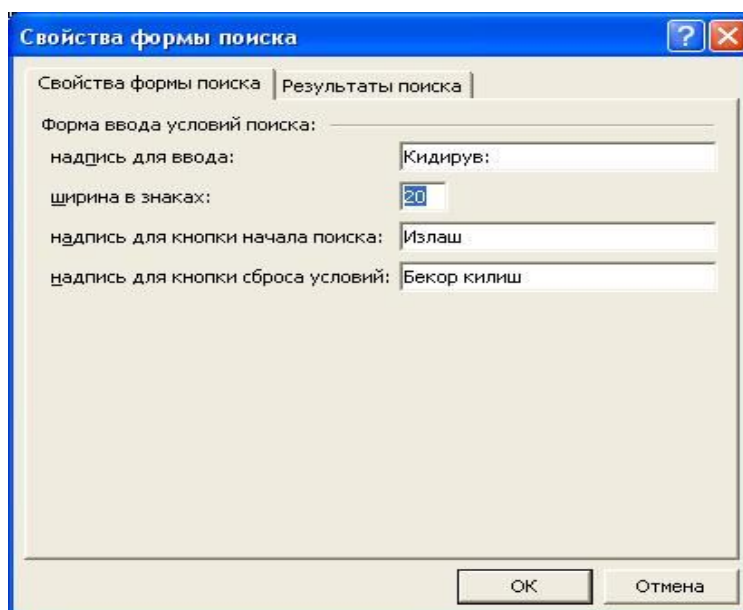 Свойства формы поиска
Свойства формы поиска Результаты поиска
Форма ввода условий поиска:
надпись для ввода: Кидирув:
ширина в знаках: 20
надпись для кнопки начала поиска: Излаш
надпись для кнопки сброса условий: Бекор килиш
ОК Отмена